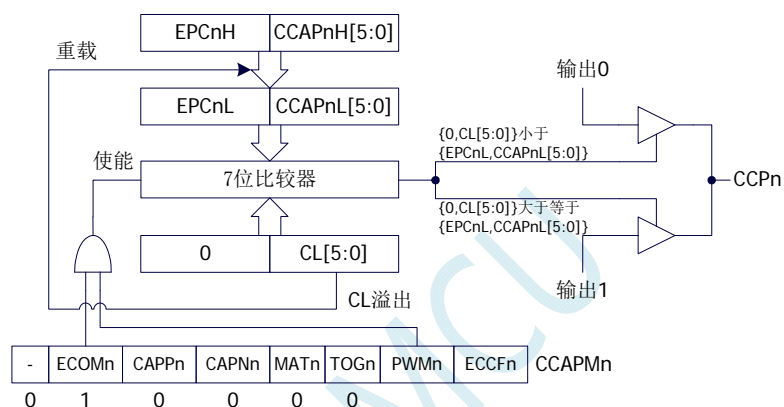 EPCnH CCAPnH[5:0]
重载
输出0
EPCnL CCAPnL[5:0]
{0,CL[5:0]}小于
{EPCnL,CCAPnL[5:0]}
使能
7位比较器
CCPn
{0,CL[5:0]}大于等于
{EPCnL,CCAPnL[5:0]}
0 CL[5:0]
输出1
CL溢出
- ECOMn CAPPn CAPNn MATn TOGn PWMn ECCFn CCAPMn
0 1 0 0 0 0
MCU